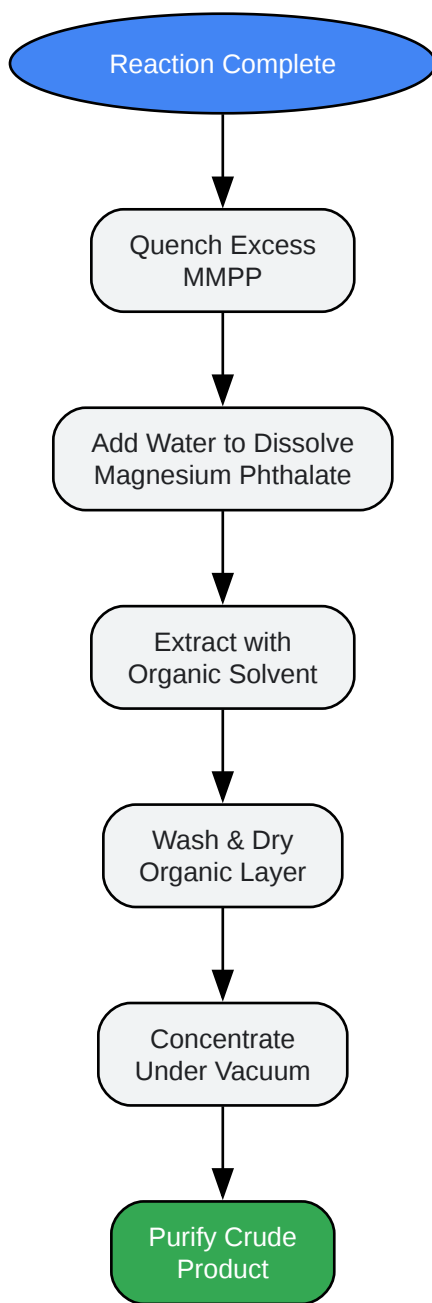 Reaction Complete
Quench Excess
MMPP
Add Water to Dissolve
Magnesium Phthalate
Extract with
Organic Solvent
Wash & Dry
Organic Layer
Concentrate
Under Vacuum
Purify Crude
Product